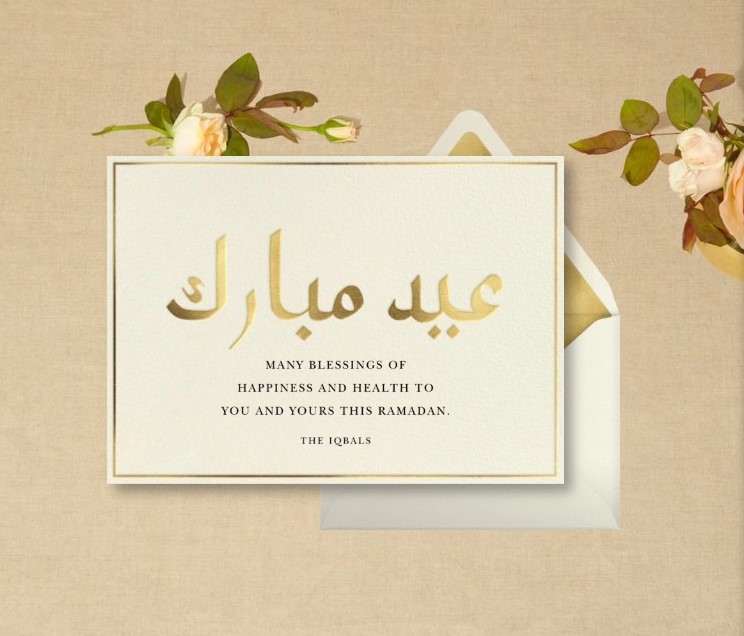 عيد مبارك
MANY BLESSINGS OF
HAPPINESS AND HEALTH TO
YOU AND YOURS THIS RAMADAN.
THE IQBALS